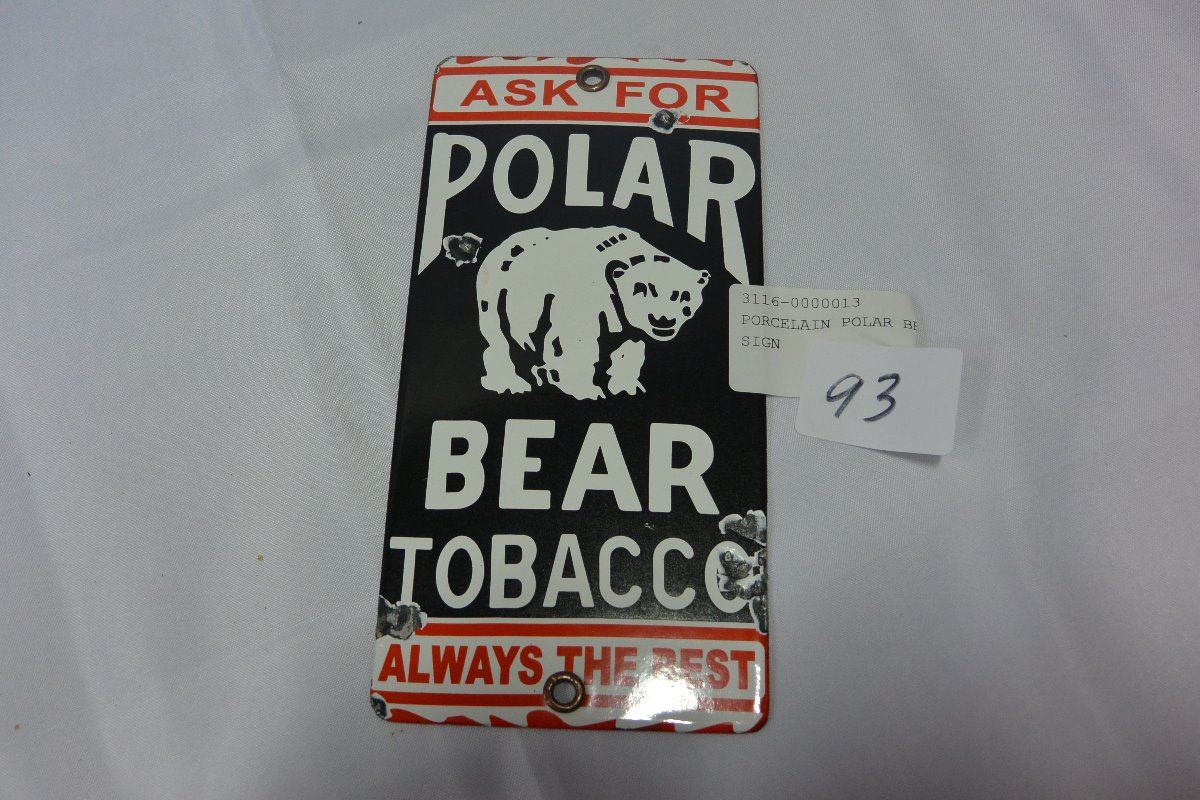 ASK FOR
POLAR
BEAR
TOBACCO
ALWAYS THE BEST
3116-0000013
PORCELAIN POLAR BE
SIGN
93